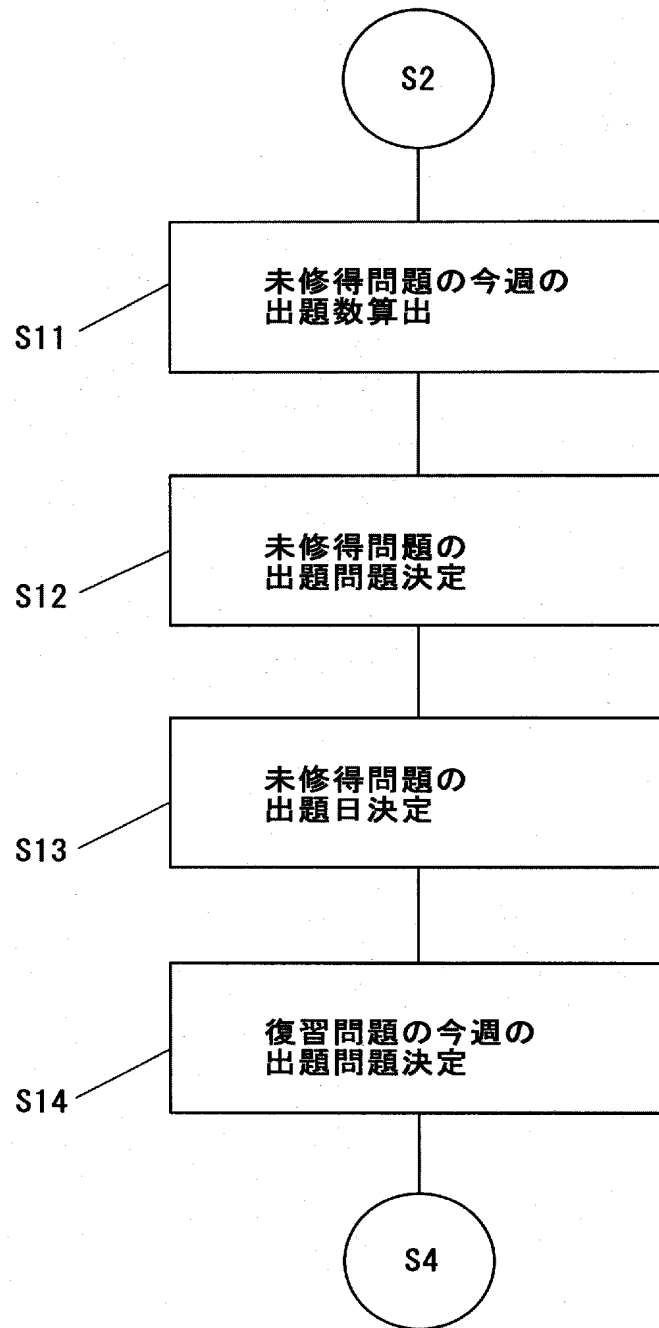 S2
未修得問題の今週の
出題数算出
S11
未修得問題の
出題問題決定
S12
未修得問題の
出題日決定
S13
復習問題の今週の
出題問題決定
S14
S4